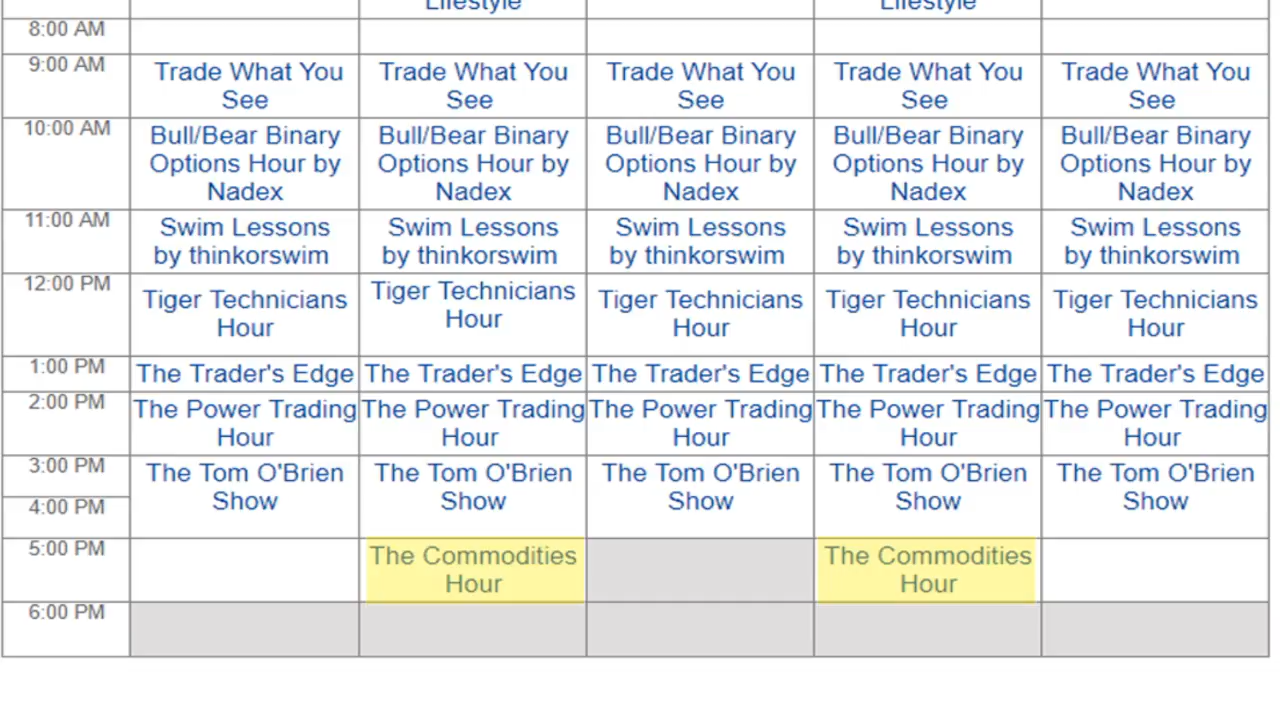 Lifestyle Lifestyle
8:00 AM
9:00 AM
Trade What You Trade What You Trade What You Trade What You Trade What You
See See See See See
10:00 AM
Bull/Bear Binary Bull/Bear Binary Bull/Bear Binary Bull/Bear Binary Bull/Bear Binary
Options Hour by Options Hour by Options Hour by Options Hour by Options Hour by
Nadex Nadex Nadex Nadex Nadex
11:00 AM
Swim Lessons Swim Lessons Swim Lessons Swim Lessons Swim Lessons
by thinkorswim by thinkorswim by thinkorswim by thinkorswim by thinkorswim
12:00 PM
Tiger Technicians Tiger Technicians Tiger Technicians Tiger Technicians Tiger Technicians
Hour Hour Hour Hour Hour
1:00 PM
The Trader's Edge The Trader's Edge The Trader's Edge The Trader's Edge The Trader's Edge
2:00 PM
The Power Trading The Power Trading The Power Trading The Power Trading The Power Trading
Hour Hour Hour Hour Hour
3:00 PM
The Tom O'Brien The Tom O'Brien The Tom O'Brien The Tom O'Brien The Tom O'Brien
Show Show Show Show Show
4:00 PM
5:00 PM
The Commodities The Commodities
Hour Hour
6:00 PM